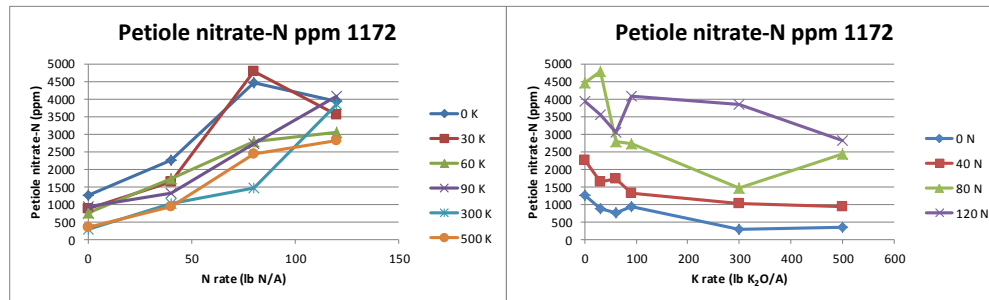 Petiole nitrate-N ppm 1172
Petiole nitrate-N (ppm)
5000
4500
4000
3500
3000
2500
2000
1500
1000
500
0
0 50 100 150
N rate (lb N/A)
0 K
30 K
60 K
90 K
300 K
500 K
Petiole nitrate-N ppm 1172
Petiole nitrate-N (ppm)
5000
4500
4000
3500
3000
2500
2000
1500
1000
500
0
0 100 200 300 400 500 600
K rate (lb K₂O/A)
0 N
40 N
80 N
120 N